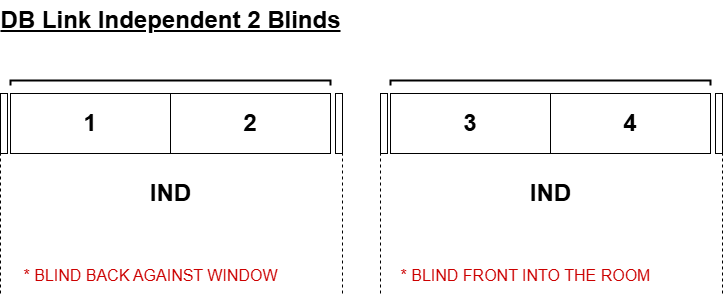 DB Link Independent 2 Blinds
1 2 3 4
IND IND
* BLIND BACK AGAINST WINDOW * BLIND FRONT INTO THE ROOM